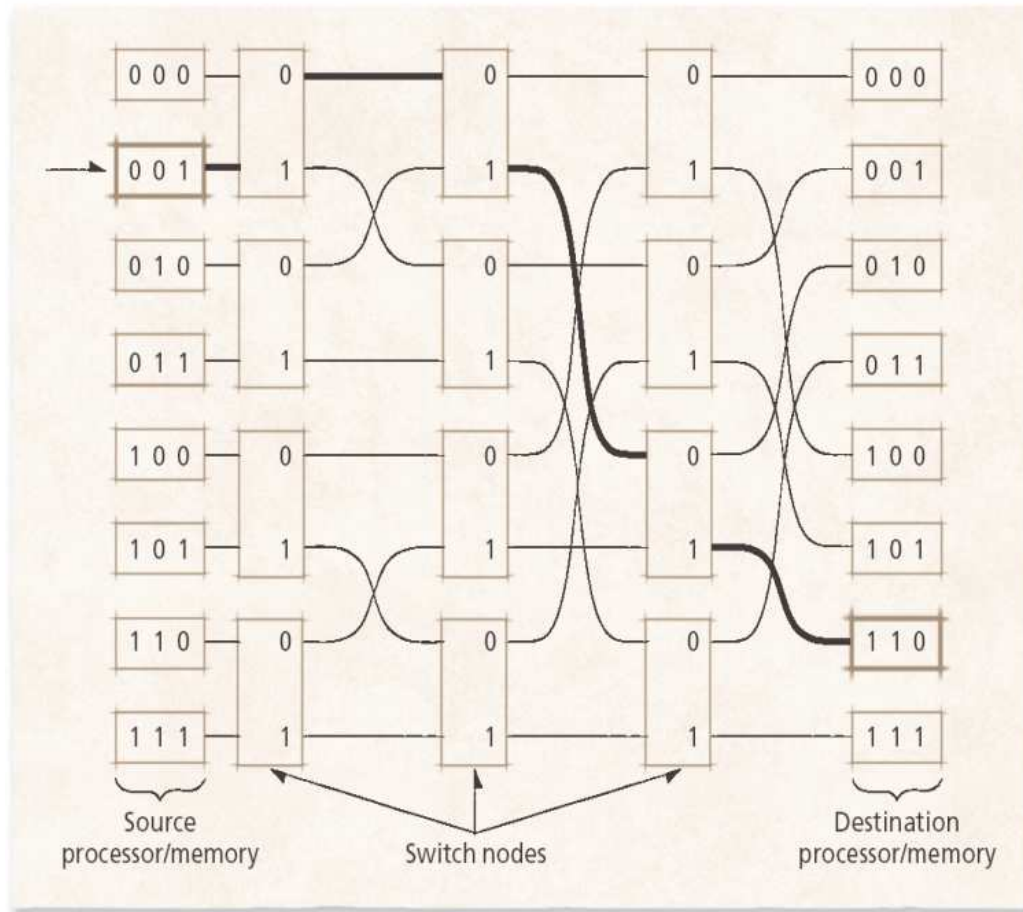 0 0 0 0 0 0 0 0 0
0 0 1 1 1 1 0 0 1
0 1 0 0 0 0 0 1 0
0 1 1 1 1 1 0 1 1
1 0 0 0 0 0 1 0 0
1 0 1 1 1 1 1 0 1
1 1 0 0 0 0 1 1 0
1 1 1 1 1 1 1 1 1
Source
processor/memory
Switch nodes
Destination
processor/memory